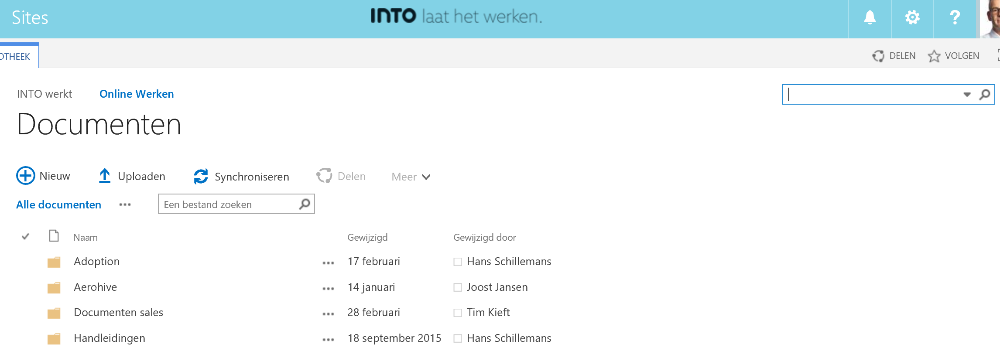 Sites
INTO laat het werken.
?
OTHEEK
DELEN
VOLGEN
INTO werkt
Online Werken
Documenten
Nieuw
Uploaden
Synchroniseren
Delen
Meer
Alle documenten
Een bestand zoeken
Naam Gewijzigd Gewijzigd door
Adoption 17 februari Hans Schillemans
Aerohive 14 januari Joost Jansen
Documenten sales 28 februari Tim Kieft
Handleidingen 18 september 2015 Hans Schillemans